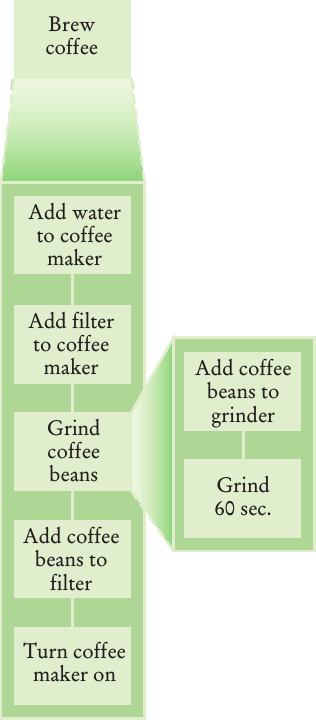 Brew
coffee
Add water
to coffee
maker
Add filter
to coffee
maker
Grind
coffee
beans
Add coffee
beans to
filter
Turn coffee
maker on
Add coffee
beans to
grinder
Grind
60 sec.